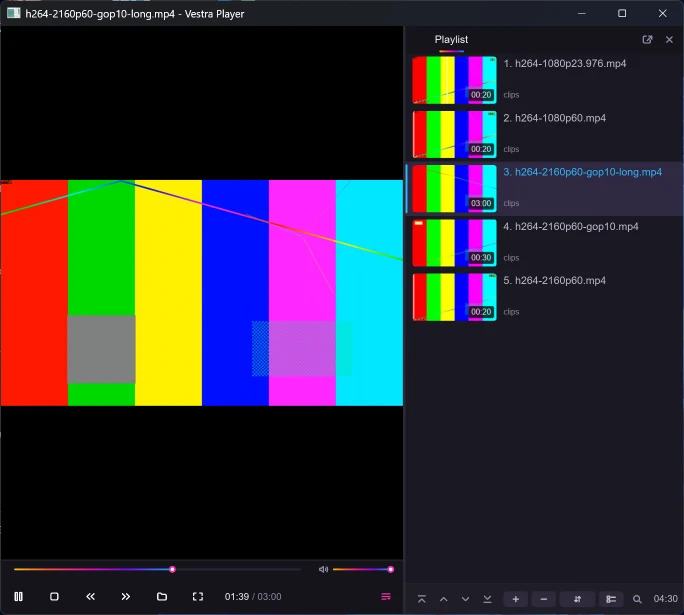 h264-2160p60-gop10-long.mp4 - Vestra Player
Playlist
1. h264-1080p23.976.mp4
00:20
clips
2. h264-1080p60.mp4
00:20
clips
3. h264-2160p60-gop10-long.mp4
03:00
clips
4. h264-2160p60-gop10.mp4
00:30
clips
5. h264-2160p60.mp4
00:20
clips
01:39 / 03:00
04:30